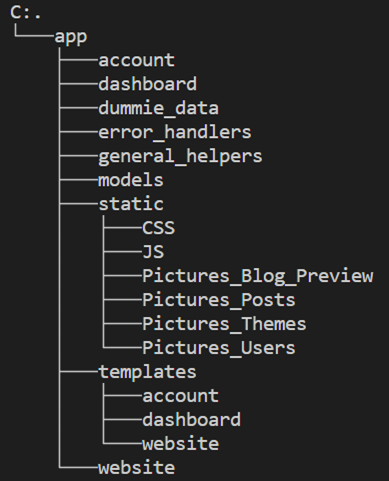 C:.
└───app
    ├───account
    ├───dashboard
    ├───dummie_data
    ├───error_handlers
    ├───general_helpers
    ├───models
    ├───static
    │   ├───CSS
    │   ├───JS
    │   ├───Pictures_Blog_Preview
    │   ├───Pictures_Posts
    │   ├───Pictures_Themes
    │   └───Pictures_Users
    ├───templates
    │   ├───account
    │   ├───dashboard
    │   └───website
    └───website